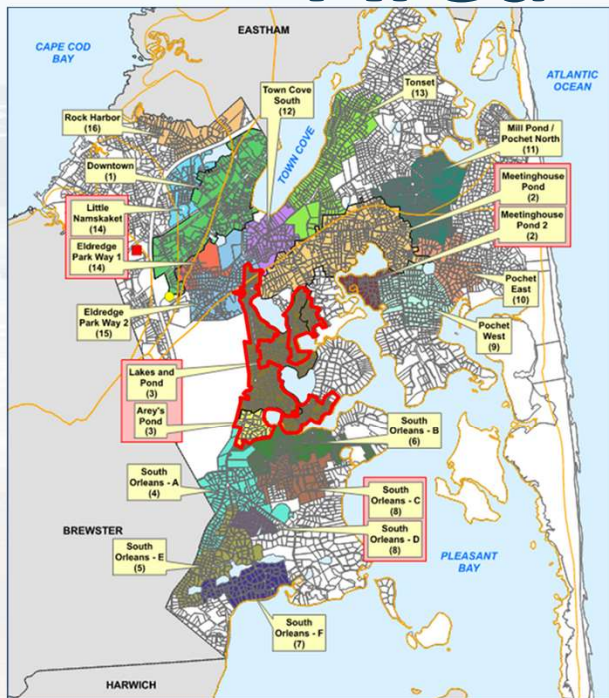 EASTHAM
CAPE COD
BAY
Town Cove
South
(12)
Tonset
(13)
ATLANTIC
OCEAN
Rock Harbor
(16)
TOWN COVE
Mill Pond /
Pochet North
(11)
Downtown
(1)
Meetinghouse
Pond
(2)
Little
Namskaket
(14)
Meetinghouse
Pond 2
(2)
Eldredge
Park Way 1
(14)
Pochet
East
(10)
Eldredge
Park Way 2
(15)
Pochet
West
(9)
Lakes and
Pond
(3)
Arey's
Pond
(3)
South
Orleans - B
(6)
South
Orleans - A
(4)
South
Orleans - C
(8)
BREWSTER
South
Orleans - D
(8)
South
Orleans - E
(5)
PLEASANT
BAY
South
Orleans - F
(7)
HARWICH